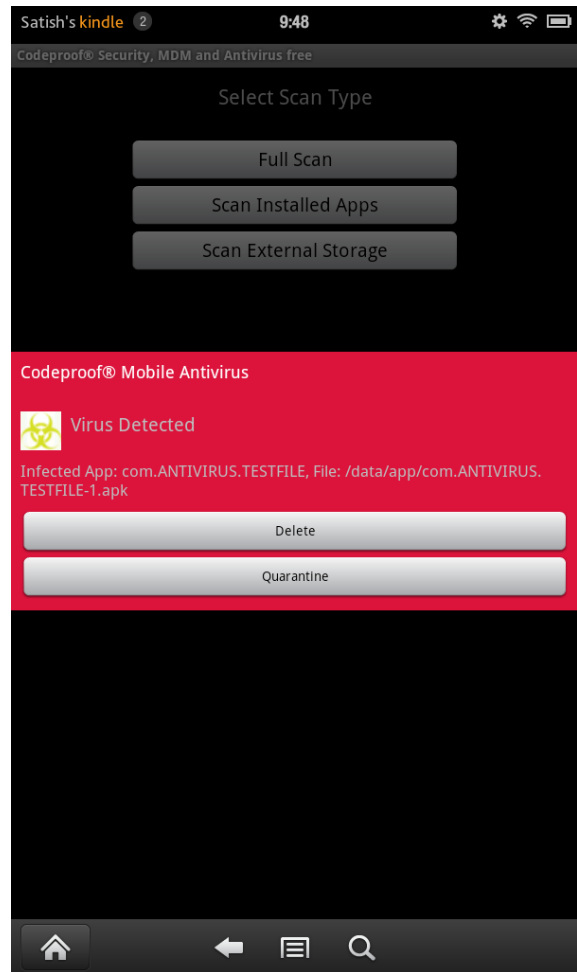 Satish's kindle 2 9:48
Codeproof® Security, MDM and Antivirus free
Select Scan Type
Full Scan
Scan Installed Apps
Scan External Storage
Codeproof® Mobile Antivirus
Virus Detected
Infected App: com.ANTIVIRUS.TESTFILE, File: /data/app/com.ANTIVIRUS.
TESTFILE-1.apk
Delete
Quarantine